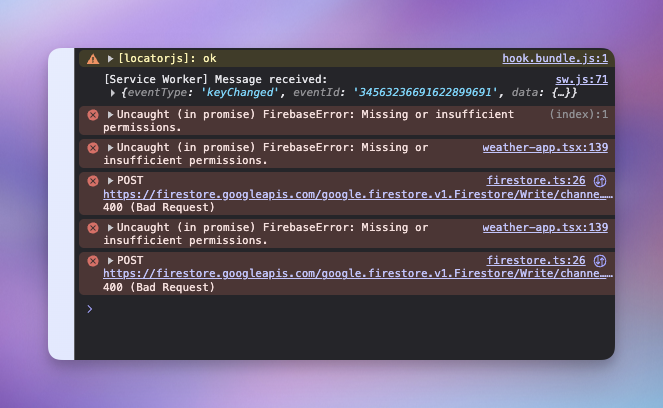 [locatorjs]: ok hook.bundle.js:1
[Service Worker] Message received: sw.js:71
{eventType: 'keyChanged', eventId: '34563236691622899691', data: {…}}
Uncaught (in promise) FirebaseError: Missing or insufficient (index):1
permissions.
Uncaught (in promise) FirebaseError: Missing or weather-app.tsx:139
insufficient permissions.
POST firestore.ts:26
https://firestore.googleapis.com/google.firestore.v1.Firestore/Write/channe……
400 (Bad Request)
Uncaught (in promise) FirebaseError: Missing or weather-app.tsx:139
insufficient permissions.
POST firestore.ts:26
https://firestore.googleapis.com/google.firestore.v1.Firestore/Write/channe……
400 (Bad Request)